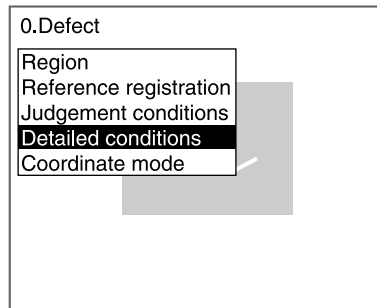 0.Defect
Region
Reference registration
Judgement conditions
Detailed conditions
Coordinate mode